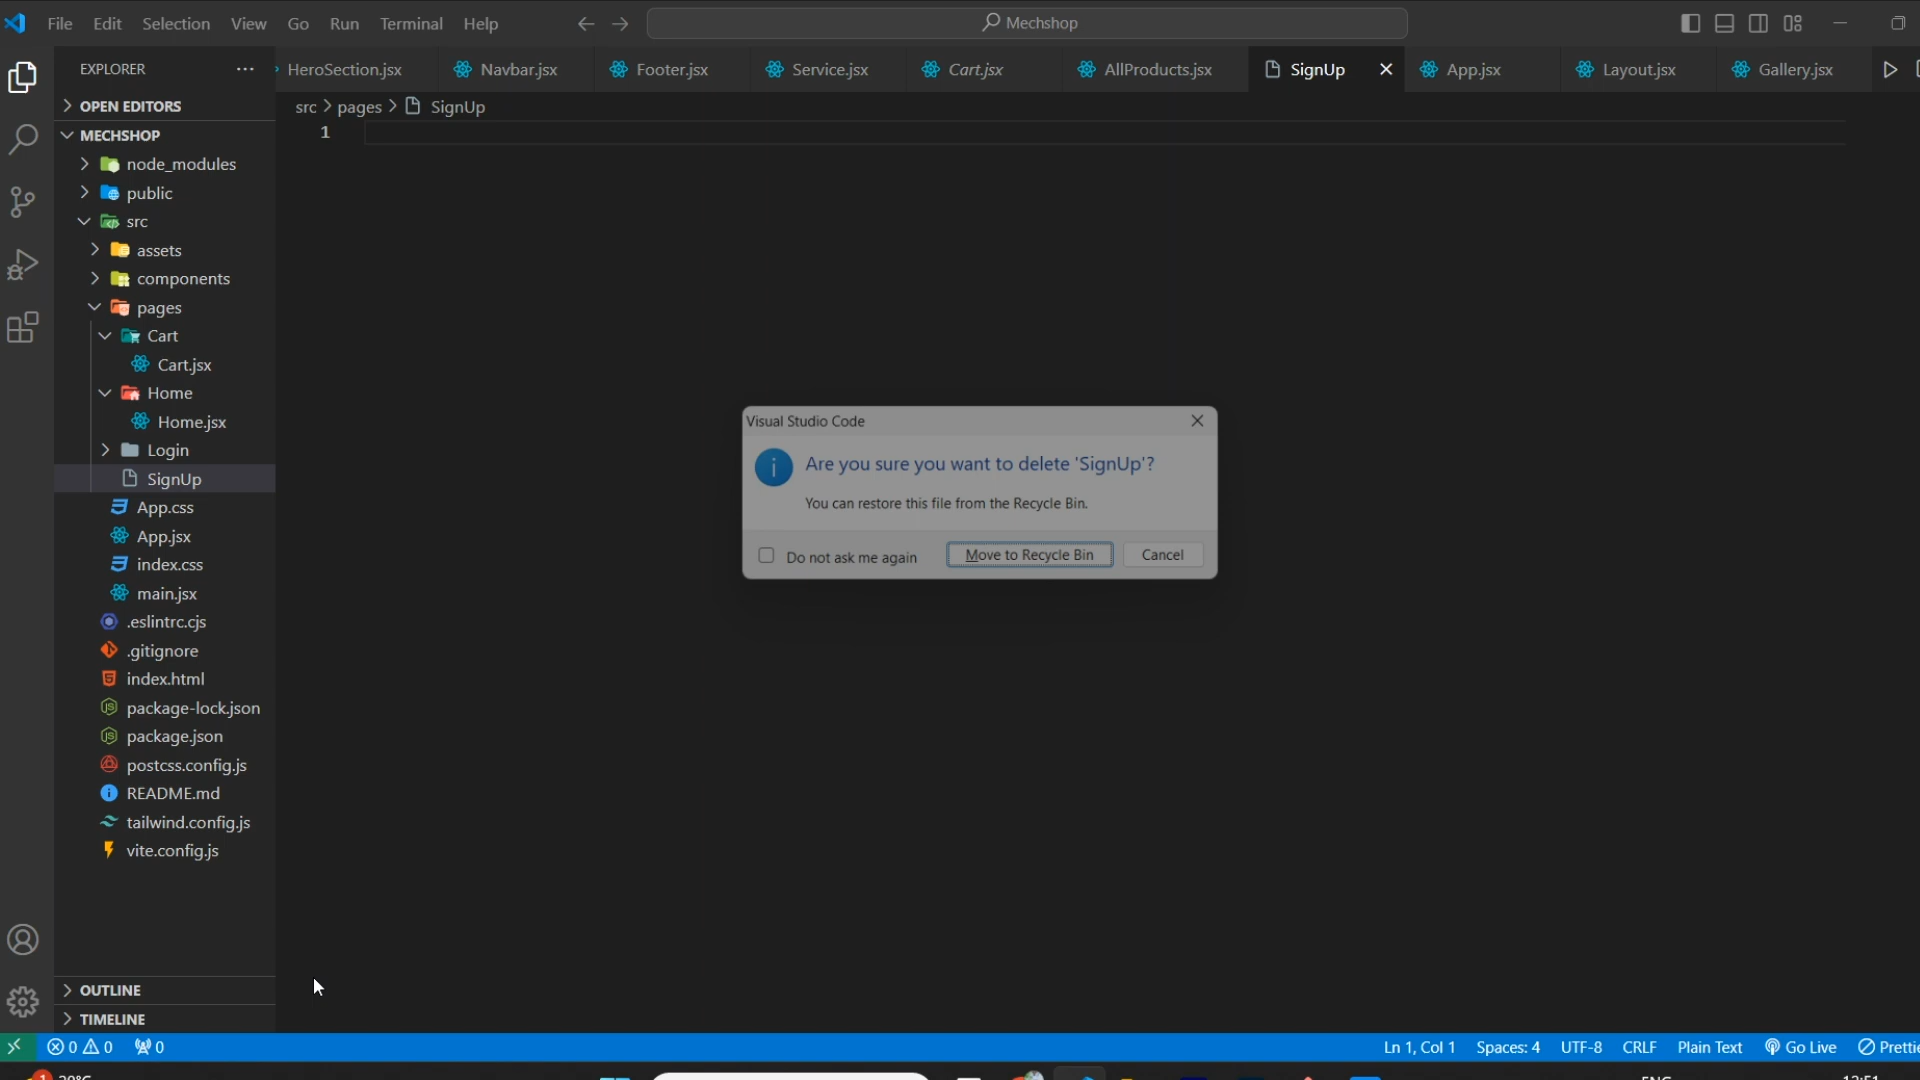 File Edit Selection View Go Run Terminal Help
Mechshop
EXPLORER
HeroSection.jsx
Navbar.jsx
Footer.jsx
Service.jsx
Cart.jsx
AllProducts.jsx
SignUp
App.jsx
Layout.jsx
Gallery.jsx
OPEN EDITORS
src > pages > SignUp
1
MECHSHOP
node_modules
public
src
assets
components
pages
Cart
Cart.jsx
Home
Home.jsx
Login
SignUp
App.css
App.jsx
index.css
main.jsx
.eslintrc.cjs
.gitignore
index.html
package-lock.json
package.json
postcss.config.js
README.md
tailwind.config.js
vite.config.js
Visual Studio Code
Are you sure you want to delete 'SignUp'?
You can restore this file from the Recycle Bin.
Do not ask me again
Move to Recycle Bin
Cancel
OUTLINE
TIMELINE
0 0 0
Ln 1, Col 1 Spaces: 4 UTF-8 CRLF Plain Text Go Live